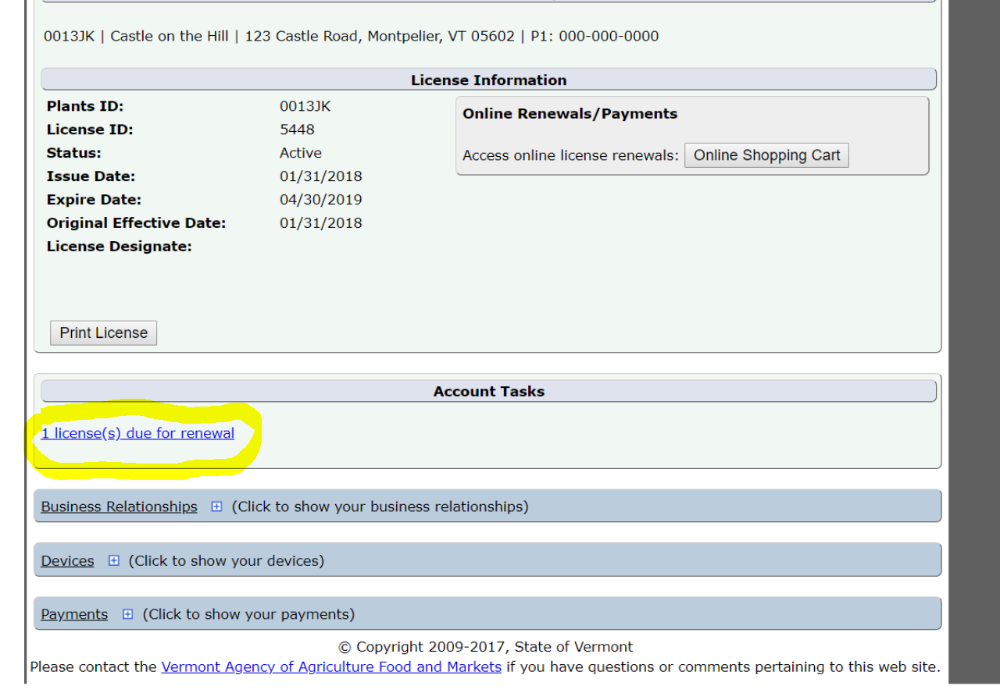 0013JK | Castle on the Hill | 123 Castle Road, Montpelier, VT 05602 | P1: 000-000-0000
License Information
Plants ID: 0013JK
License ID: 5448
Status: Active
Issue Date: 01/31/2018
Expire Date: 04/30/2019
Original Effective Date: 01/31/2018
License Designate:
Online Renewals/Payments
Access online license renewals: Online Shopping Cart
Print License
Account Tasks
1 license(s) due for renewal
Business Relationships (Click to show your business relationships)
Devices (Click to show your devices)
Payments (Click to show your payments)
© Copyright 2009-2017, State of Vermont
Please contact the Vermont Agency of Agriculture Food and Markets if you have questions or comments pertaining to this web site.